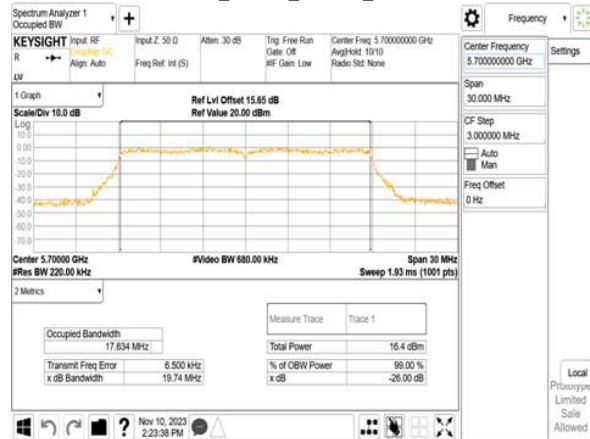 Spectrum Analyzer 1
Occupied BW
KEYSIGHT
R
Input: RF
Coupling: DC
Align: Auto
Input Z: 50 Ω
Freq Ref: Int (S)
Atten: 30 dB
Trig: Free Run
Gate: Off
#IF Gain: Low
Center Freq: 5.700000000 GHz
Avg|Hold: 10/10
Radio Std: None
1 Graph
Scale/Div 10.0 dB
Ref Lvl Offset 15.65 dB
Ref Value 20.00 dBm
Log
10.0
0.00
-10.0
-20.0
-30.0
-40.0
-50.0
-60.0
-70.0
Center 5.70000 GHz
#Res BW 220.00 kHz
#Video BW 680.00 kHz
Span 30 MHz
Sweep 1.93 ms (1001 pts)
2 Metrics
Measure Trace
Trace 1
Occupied Bandwidth
17.634 MHz
Total Power
16.4 dBm
Transmit Freq Error
6.500 kHz
% of OBW Power
99.00 %
x dB Bandwidth
19.74 MHz
x dB
-26.00 dB
Nov 10, 2023
2:23:38 PM
?
Frequency
Center Frequency
5.700000000 GHz
Settings
Span
30.000 MHz
CF Step
3.000000 MHz
Auto
Man
Freq Offset
0 Hz
Local
Prototype
Limited
Sale
Allowed